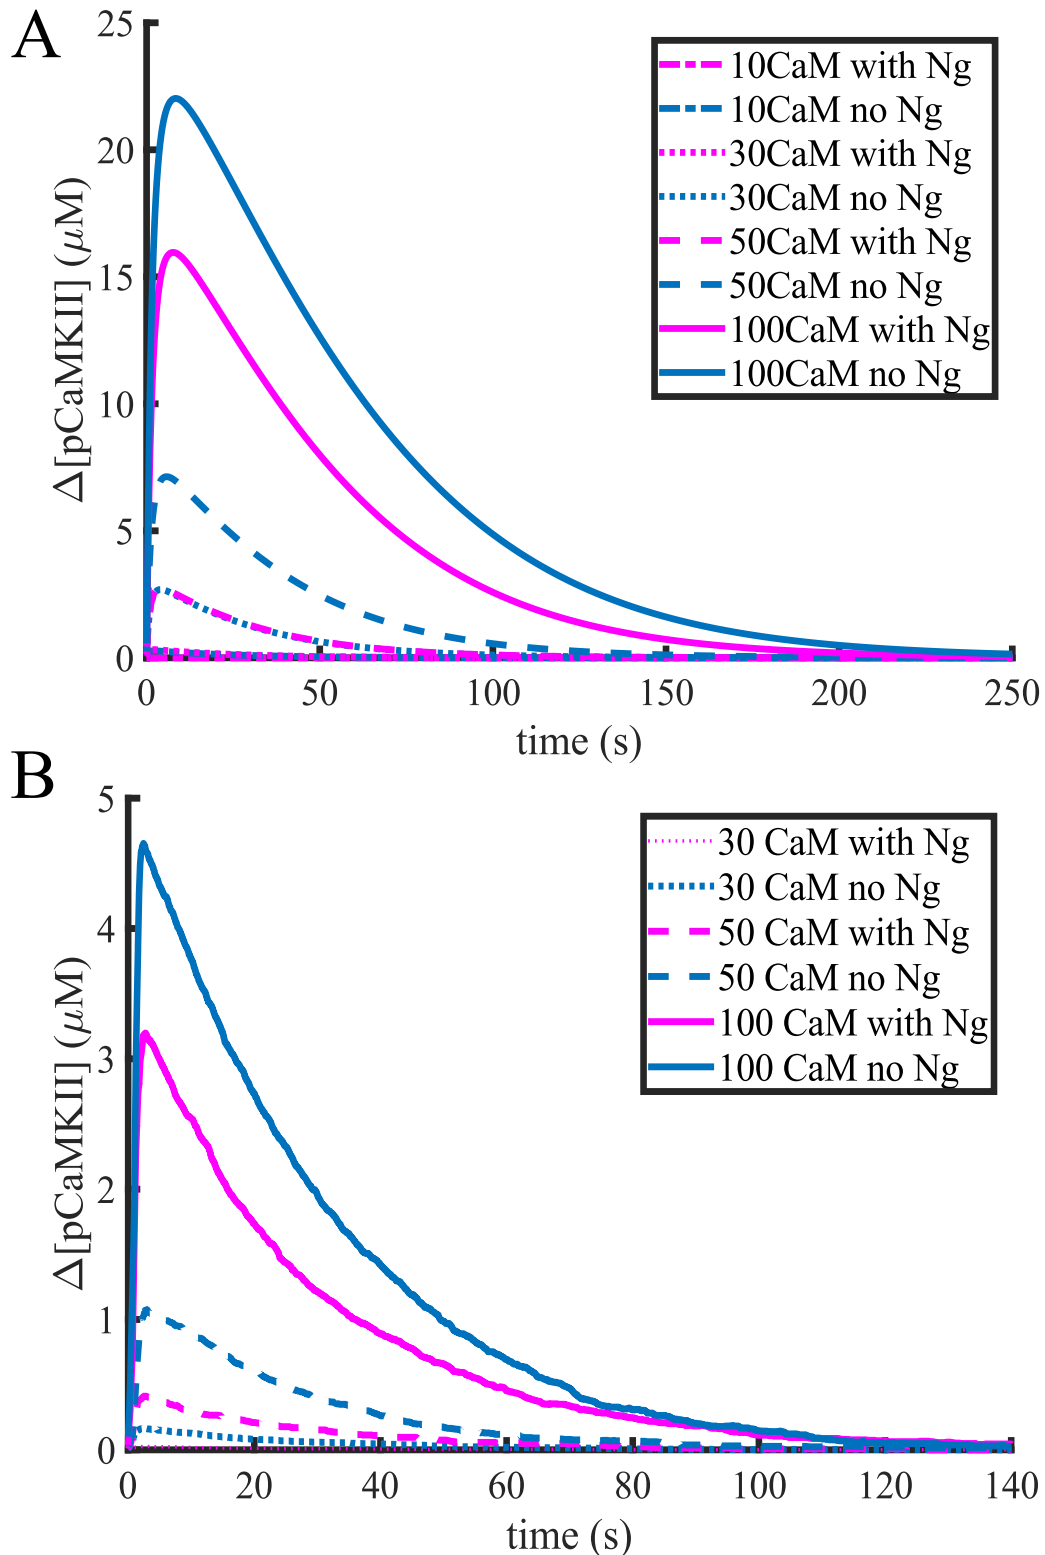 A
25
20
15
10
5
0
Δ[pCaMKII] (μM)
10CaM with Ng
10CaM no Ng
30CaM with Ng
30CaM no Ng
50CaM with Ng
50CaM no Ng
100CaM with Ng
100CaM no Ng
0 50 100 150 200 250
time (s)
B
5
4
3
2
1
0
Δ[pCaMKII] (μM)
30 CaM with Ng
30 CaM no Ng
50 CaM with Ng
50 CaM no Ng
100 CaM with Ng
100 CaM no Ng
0 20 40 60 80 100 120 140
time (s)